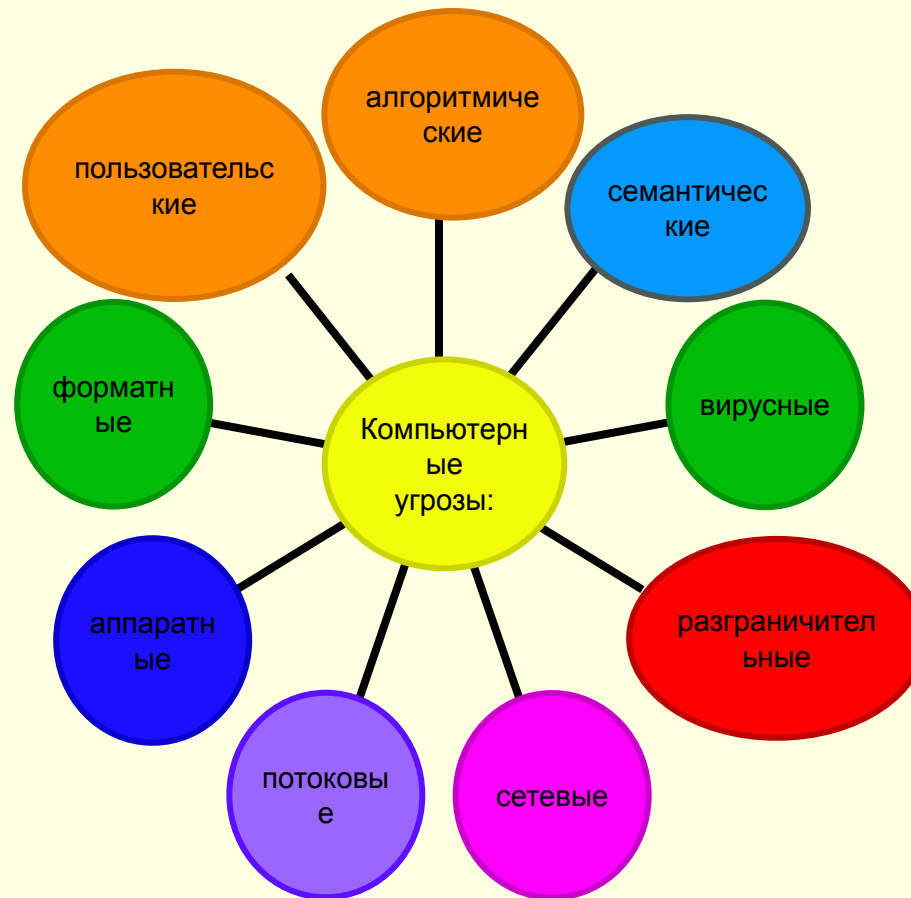 алгоритмиче
ские
пользовательс
кие
семантичес
кие
форматн
ые
вирусные
Компьютерн
ые
угрозы:
аппаратн
ые
разграничител
ьные
потоковы
е
сетевые